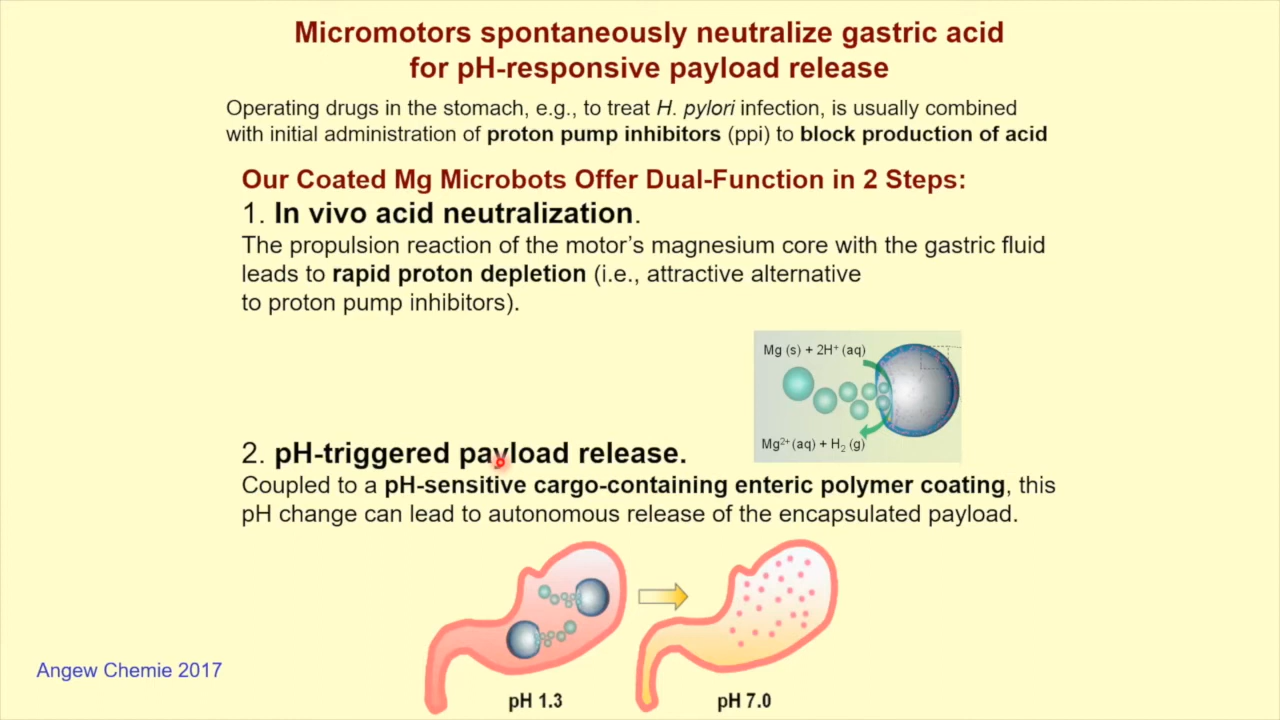 Micromotors spontaneously neutralize gastric acid
for pH-responsive payload release
Operating drugs in the stomach, e.g., to treat H. pylori infection, is usually combined
with initial administration of proton pump inhibitors (ppi) to block production of acid
Our Coated Mg Microbots Offer Dual-Function in 2 Steps:
1. In vivo acid neutralization.
The propulsion reaction of the motor’s magnesium core with the gastric fluid
leads to rapid proton depletion (i.e., attractive alternative
to proton pump inhibitors).
Mg (s) + 2H⁺ (aq)
Mg²⁺ (aq) + H₂ (g)
2. pH-triggered payload release.
Coupled to a pH-sensitive cargo-containing enteric polymer coating, this
pH change can lead to autonomous release of the encapsulated payload.
Angew Chemie 2017
pH 1.3
pH 7.0